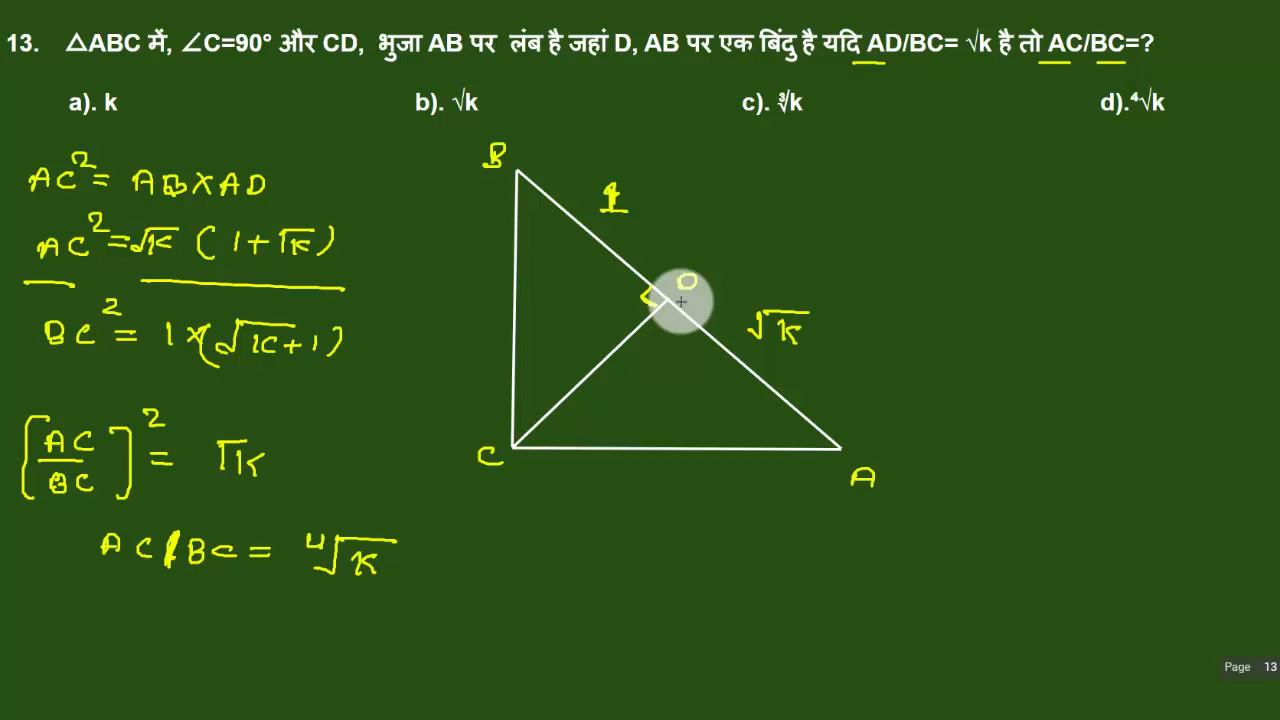 13. △ABC में, ∠C=90° और CD, भुजा AB पर लंब है जहां D, AB पर एक बिंदु है यदि AD/BC= √k है तो AC/BC=?
a). k b). √k c). ∛k d).⁴√k
AC² = AB×AD
AC² = √K (1+√K)
BC² = 1×(√K+1)
[AC/BC]² = √K
AC/BC = ⁴√K
B
1
D
√K
C
A
Page 13